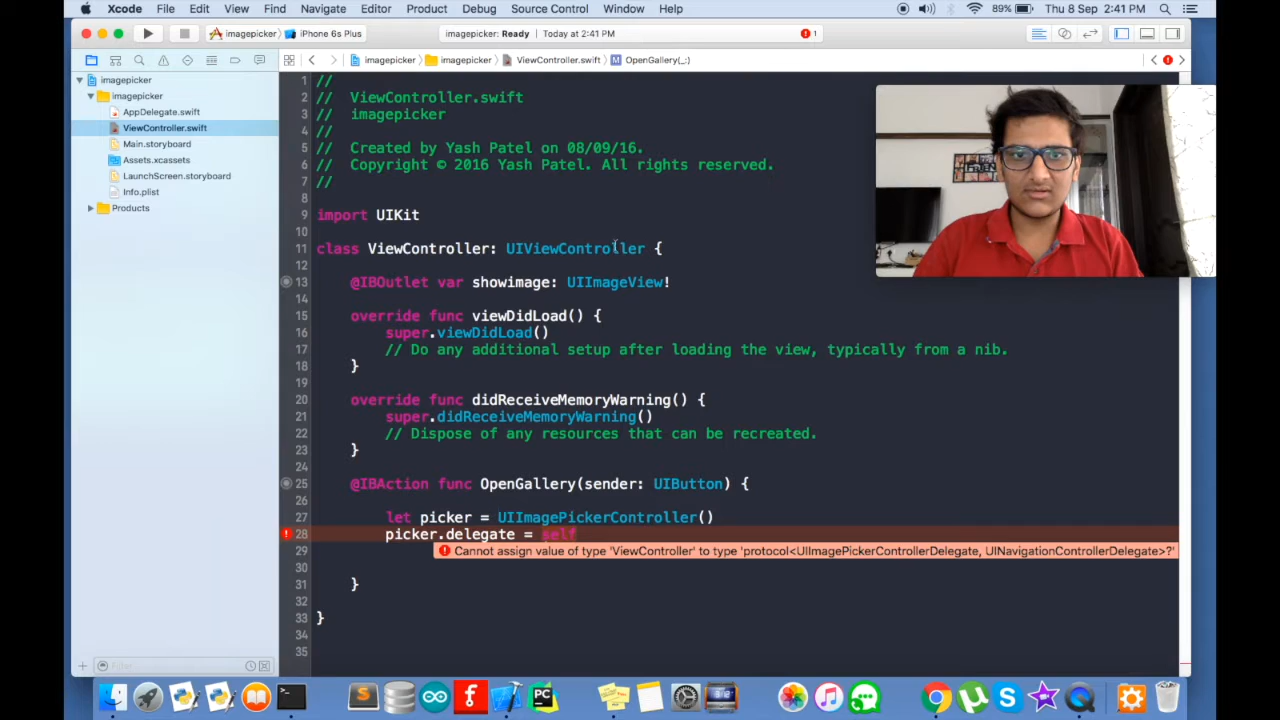 Xcode File Edit View Find Navigate Editor Product Debug Source Control Window Help 89% Thu 8 Sep 2:41 PM
imagepicker iPhone 6s Plus imagepicker: Ready Today at 2:41 PM 1
imagepicker imagepicker ViewController.swift M OpenGallery(_:)
imagepicker
imagepicker
AppDelegate.swift
ViewController.swift
Main.storyboard
Assets.xcassets
LaunchScreen.storyboard
Info.plist
Products
1 //
2 // ViewController.swift
3 // imagepicker
4 //
5 // Created by Yash Patel on 08/09/16.
6 // Copyright © 2016 Yash Patel. All rights reserved.
7 //
8
9 import UIKit
10
11 class ViewController: UIViewController {
12
13 @IBOutlet var showimage: UIImageView!
14
15 override func viewDidLoad() {
16 super.viewDidLoad()
17 // Do any additional setup after loading the view, typically from a nib.
18 }
19
20 override func didReceiveMemoryWarning() {
21 super.didReceiveMemoryWarning()
22 // Dispose of any resources that can be recreated.
23 }
24
25 @IBAction func OpenGallery(sender: UIButton) {
26
27 let picker = UIImagePickerController()
28 picker.delegate = self
29 Cannot assign value of type 'ViewController' to type 'protocol<UIImagePickerControllerDelegate, UINavigationControllerDelegate>?'
30
31 }
32
33 }
34
35
Filter
PC